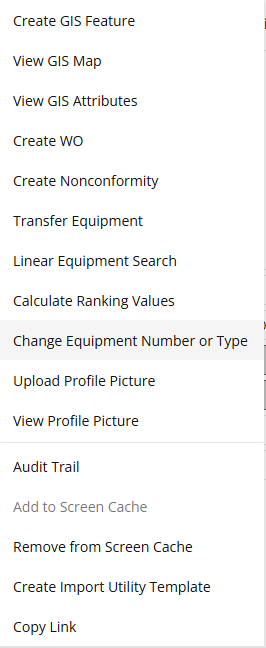 Create GIS Feature
View GIS Map
View GIS Attributes
Create WO
Create Nonconformity
Transfer Equipment
Linear Equipment Search
Calculate Ranking Values
Change Equipment Number or Type
Upload Profile Picture
View Profile Picture
Audit Trail
Add to Screen Cache
Remove from Screen Cache
Create Import Utility Template
Copy Link